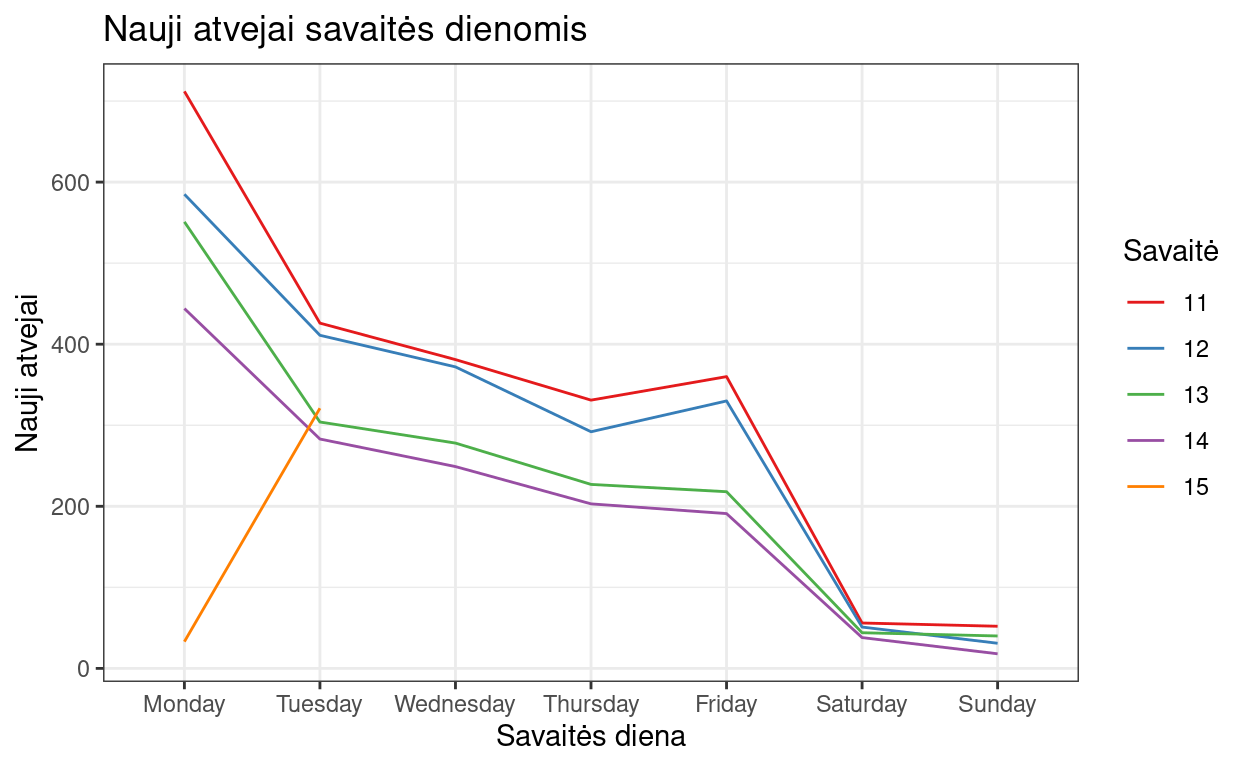 Nauji atvejai savaitės dienomis
Nauji atvejai
600
400
200
0
Monday Tuesday Wednesday Thursday Friday Saturday Sunday
Savaitės diena
Savaitė
11
12
13
14
15